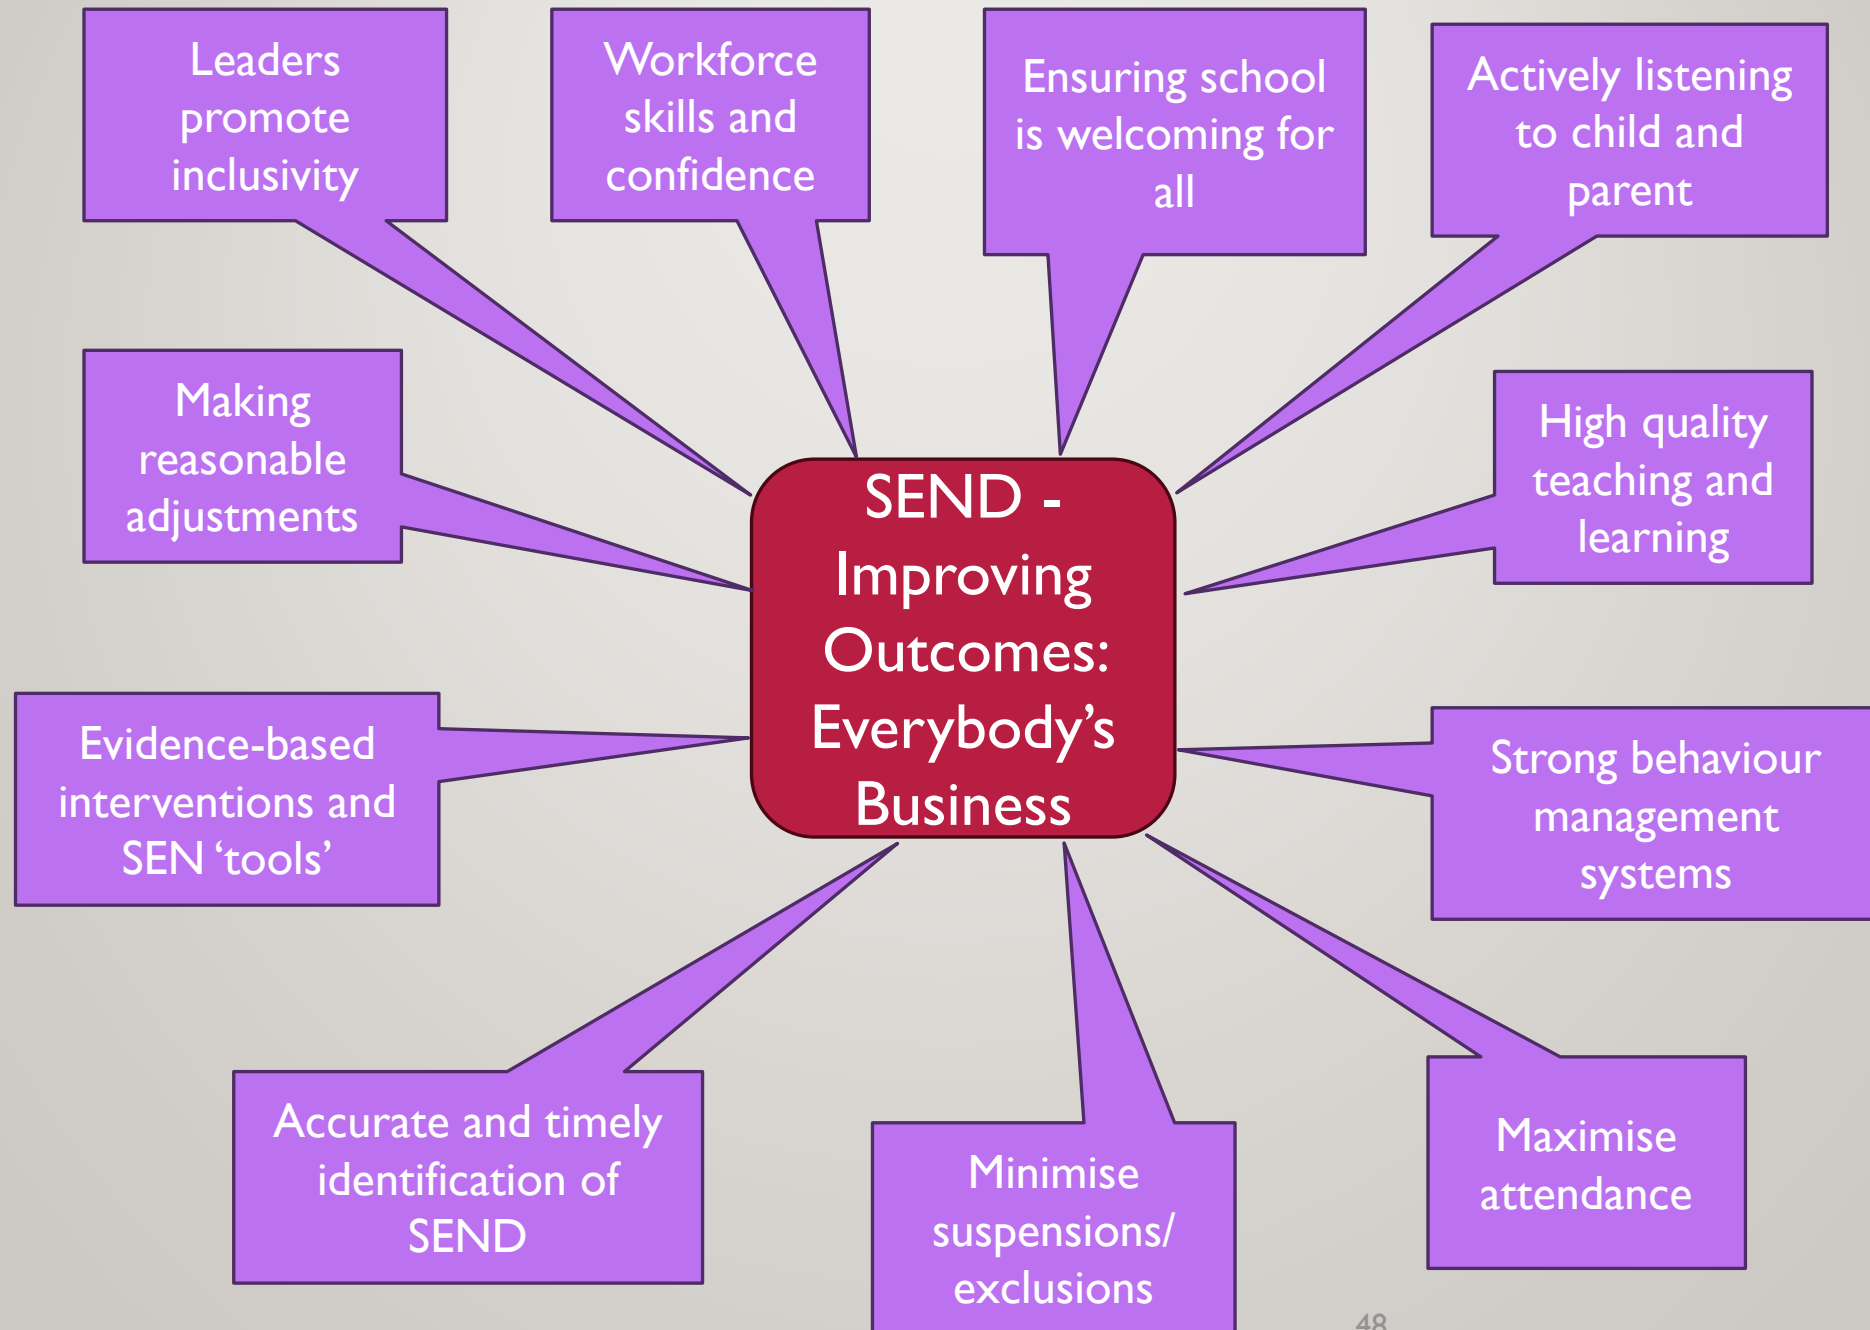 Leaders
promote
inclusivity
Workforce
skills and
confidence
Ensuring school
is welcoming for
all
Actively listening
to child and
parent
Making
reasonable
adjustments
High quality
teaching and
learning
SEND -
Improving
Outcomes:
Everybody’s
Business
Evidence-based
interventions and
SEN ‘tools’
Strong behaviour
management
systems
Accurate and timely
identification of
SEND
Minimise
suspensions/
exclusions
Maximise
attendance
48